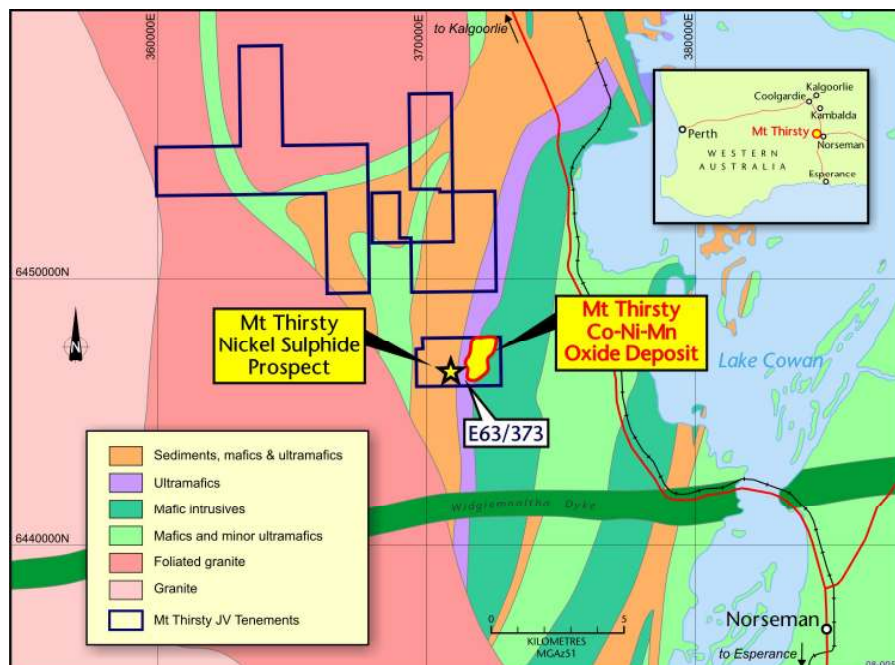 360000E
370000E
380000E
to Kalgoorlie
Kalgoorlie
Coolgardie
Kambalda
Mt Thirsty
Perth
Norseman
WESTERN
AUSTRALIA
Esperance
6450000N
N
Mt Thirsty
Nickel Sulphide
Prospect
Mt Thirsty
Co-Ni-Mn
Oxide Deposit
Lake Cowan
E63/373
Sediments, mafics & ultramafics
Ultramafics
Mafic intrusives
Mafics and minor ultramafics
Foliated granite
Granite
Mt Thirsty JV Tenements
Widgiemooltha Dyke
6440000N
0
5
KILOMETRES
MGAz51
Norseman
to Esperance